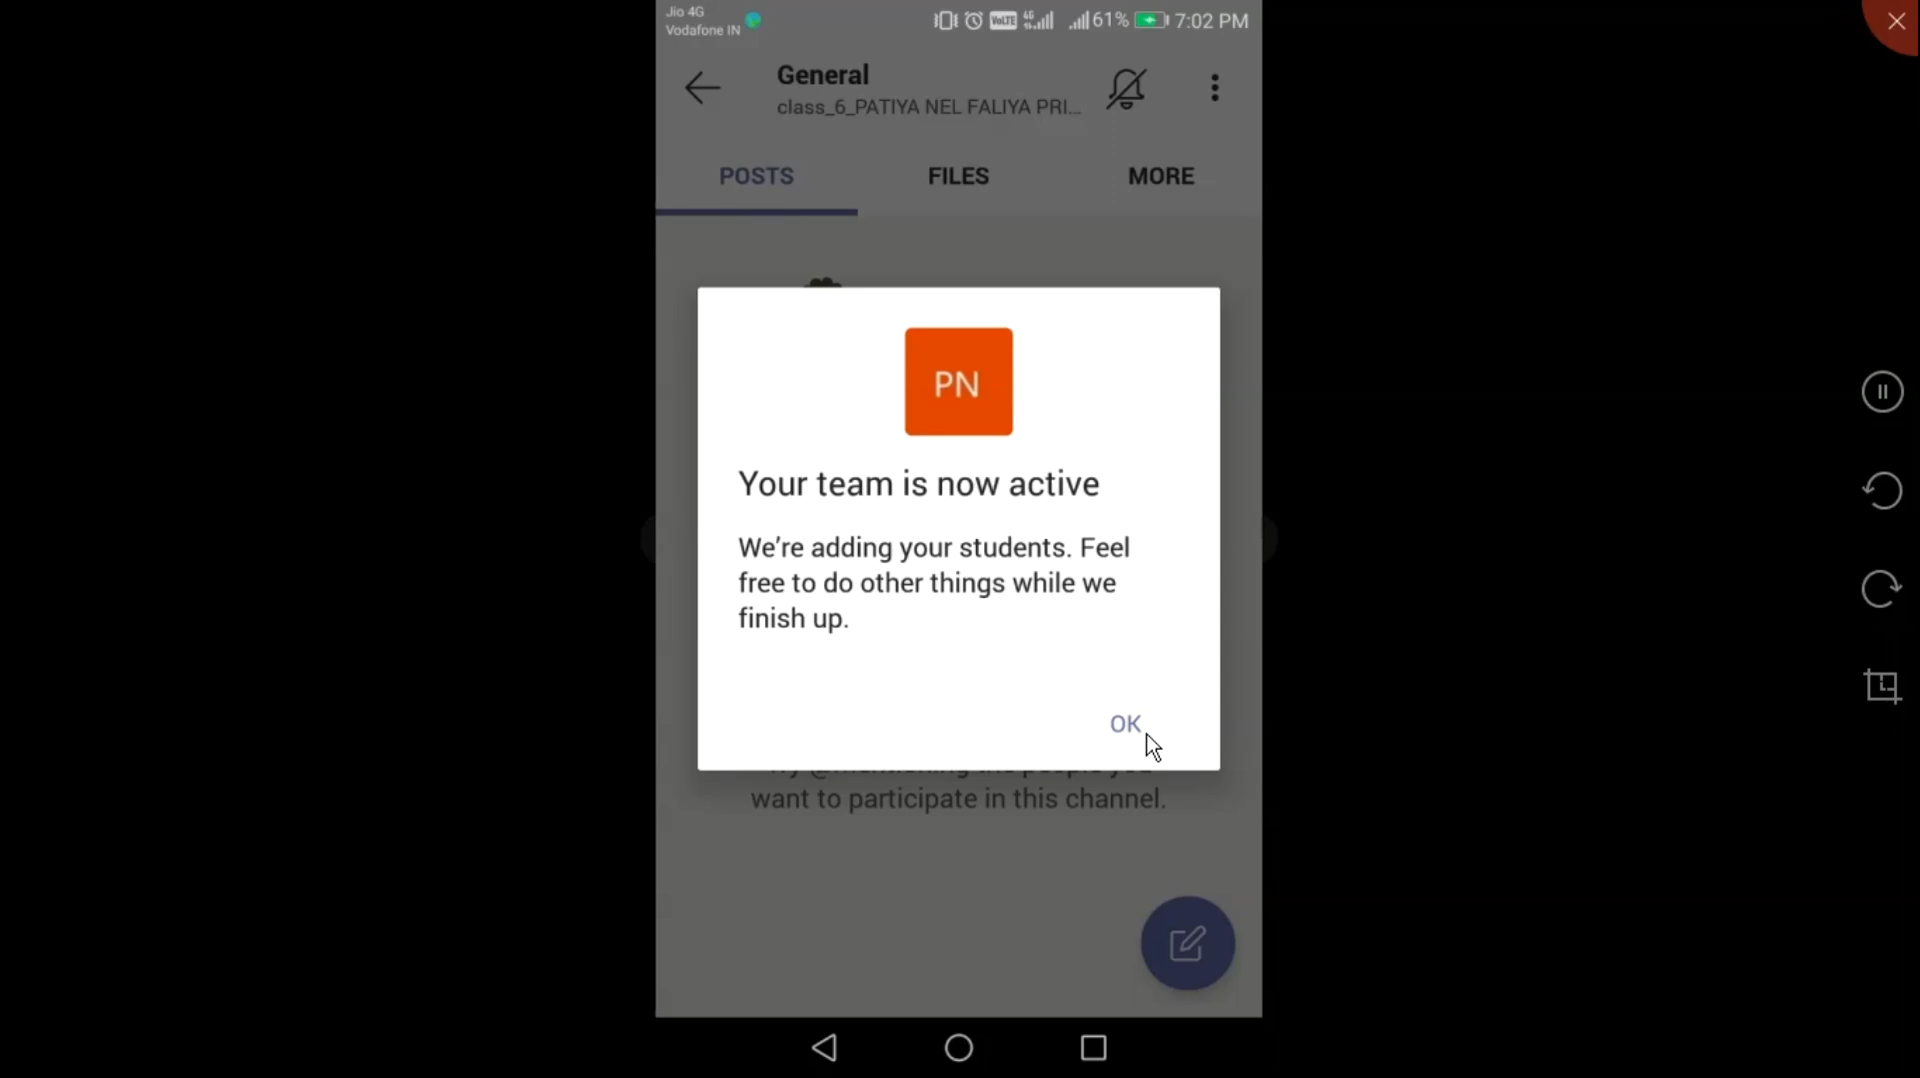 Jio 4G
Vodafone IN
VoLTE 4G 61% 7:02 PM
General
class_6_PATIYA NEL FALIYA PRI...
POSTS FILES MORE
PN
Your team is now active
We’re adding your students. Feel
free to do other things while we
finish up.
OK
want to participate in this channel.